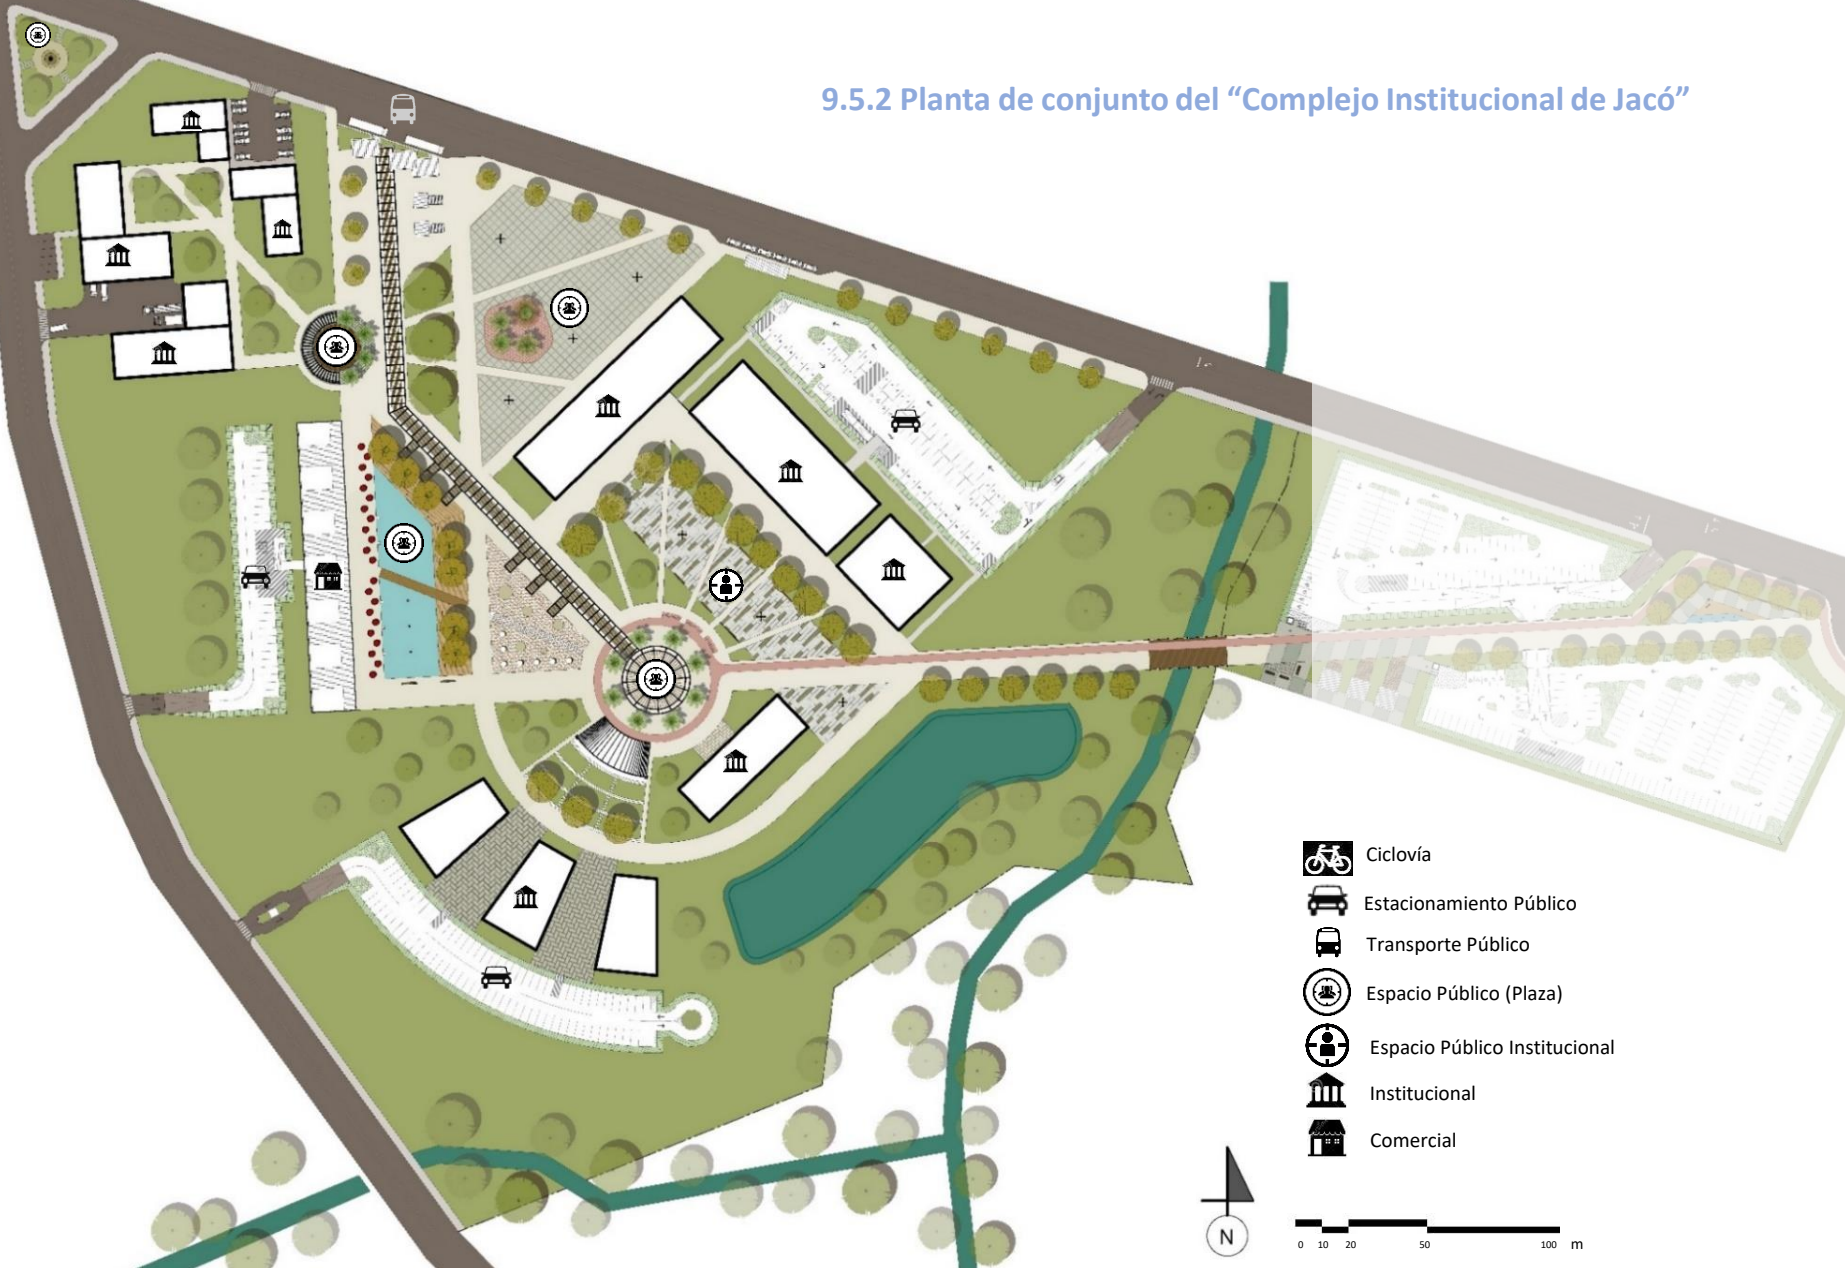 9.5.2 Planta de conjunto del “Complejo Institucional de Jacó”
Ciclovía
Estacionamiento Público
Transporte Público
Espacio Público (Plaza)
Espacio Público Institucional
Institucional
Comercial
N
0 10 20 50 100 m